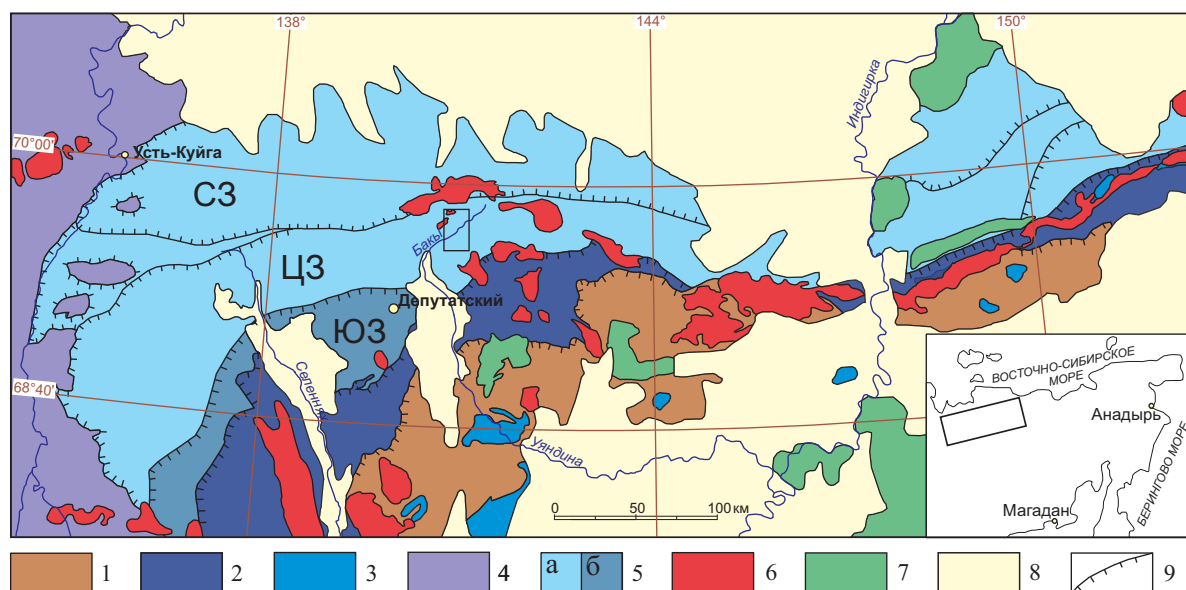 138°
144°
150°
70°00'
Усть-Куйга
Индигирка
СЗ
Бакы
ЦЗ
Депутатский
ЮЗ
68°40'
Селеннях
Уяндина
0 50 100 км
ВОСТОЧНО-СИБИРСКОЕ
МОРЕ
Анадырь
БЕРИНГОВО МОРЕ
Магадан
1 2 3 4 а б 5 6 7 8 9